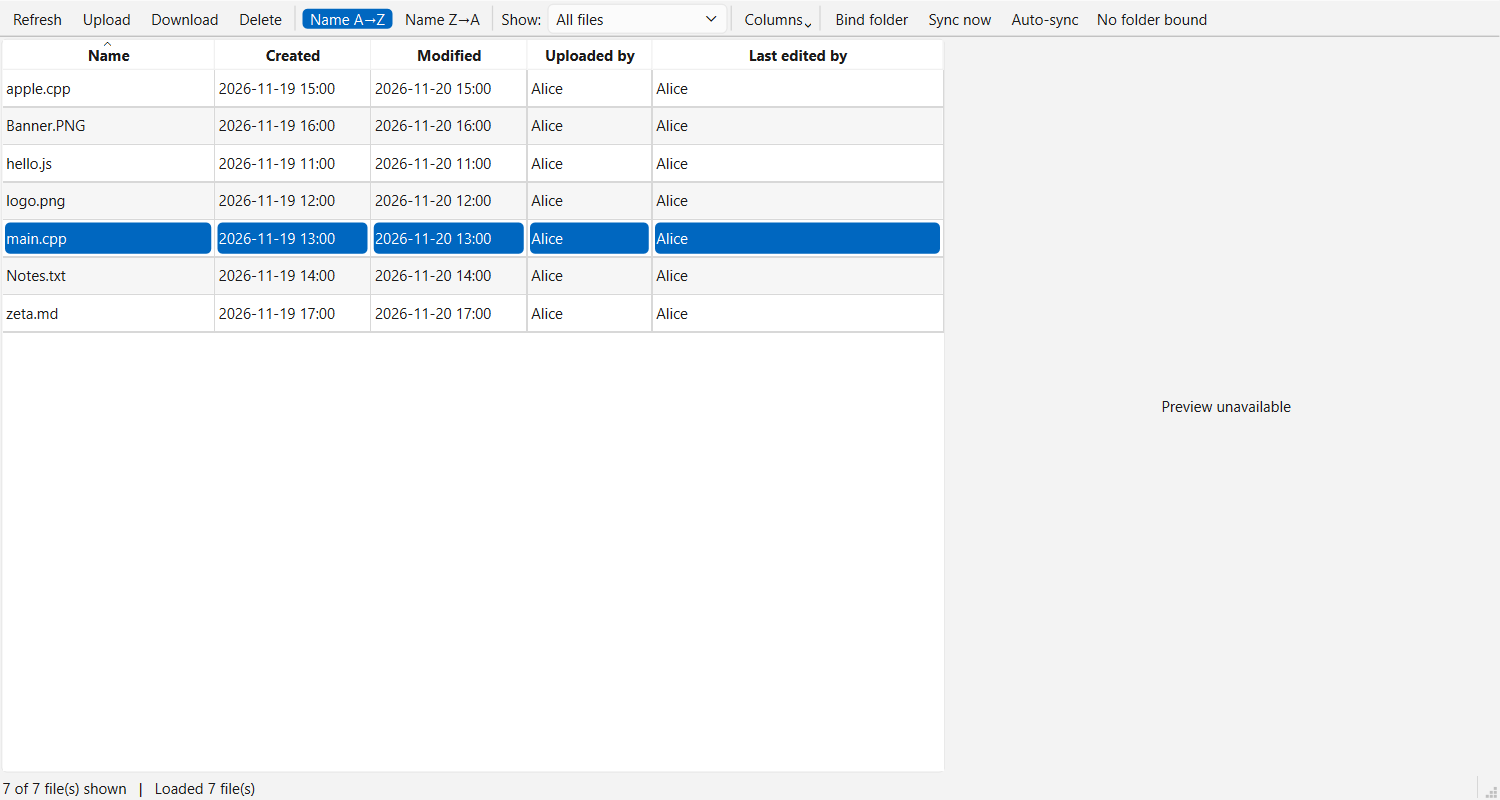 Refresh Upload Download Delete Name A→Z Name Z→A Show: All files Columns Bind folder Sync now Auto-sync No folder bound
Name Created Modified Uploaded by Last edited by
apple.cpp 2026-11-19 15:00 2026-11-20 15:00 Alice Alice
Banner.PNG 2026-11-19 16:00 2026-11-20 16:00 Alice Alice
hello.js 2026-11-19 11:00 2026-11-20 11:00 Alice Alice
logo.png 2026-11-19 12:00 2026-11-20 12:00 Alice Alice
main.cpp 2026-11-19 13:00 2026-11-20 13:00 Alice Alice
Notes.txt 2026-11-19 14:00 2026-11-20 14:00 Alice Alice
zeta.md 2026-11-19 17:00 2026-11-20 17:00 Alice Alice
Preview unavailable
7 of 7 file(s) shown | Loaded 7 file(s)